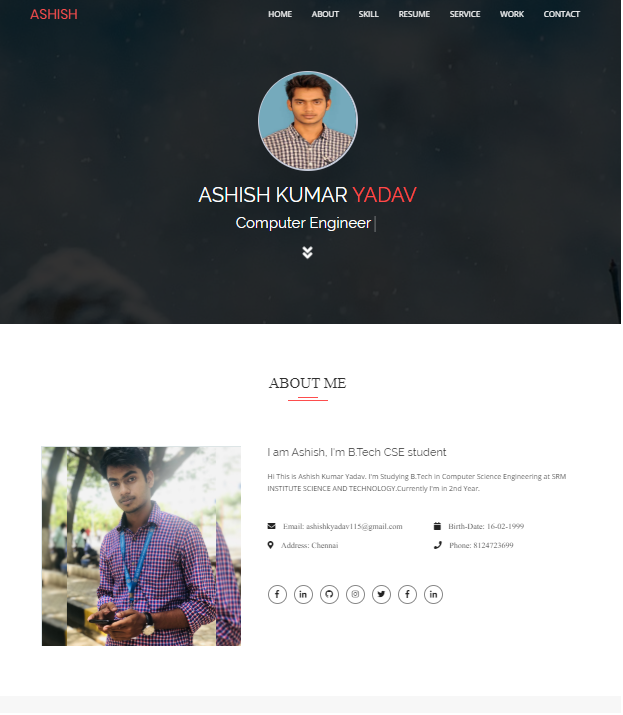 ASHISH
HOME ABOUT SKILL RESUME SERVICE WORK CONTACT
ASHISH KUMAR YADAV
Computer Engineer
ABOUT ME
I am Ashish, I'm B.Tech CSE student
Hi This is Ashish Kumar Yadav. I'm Studying B.Tech in Computer Science Engineering at SRM
INSTITUTE SCIENCE AND TECHNOLOGY.Currently I'm in 2nd Year.
Email: ashishkyadav115@gmail.com
Birth-Date: 16-02-1999
Address: Chennai
Phone: 8124723699